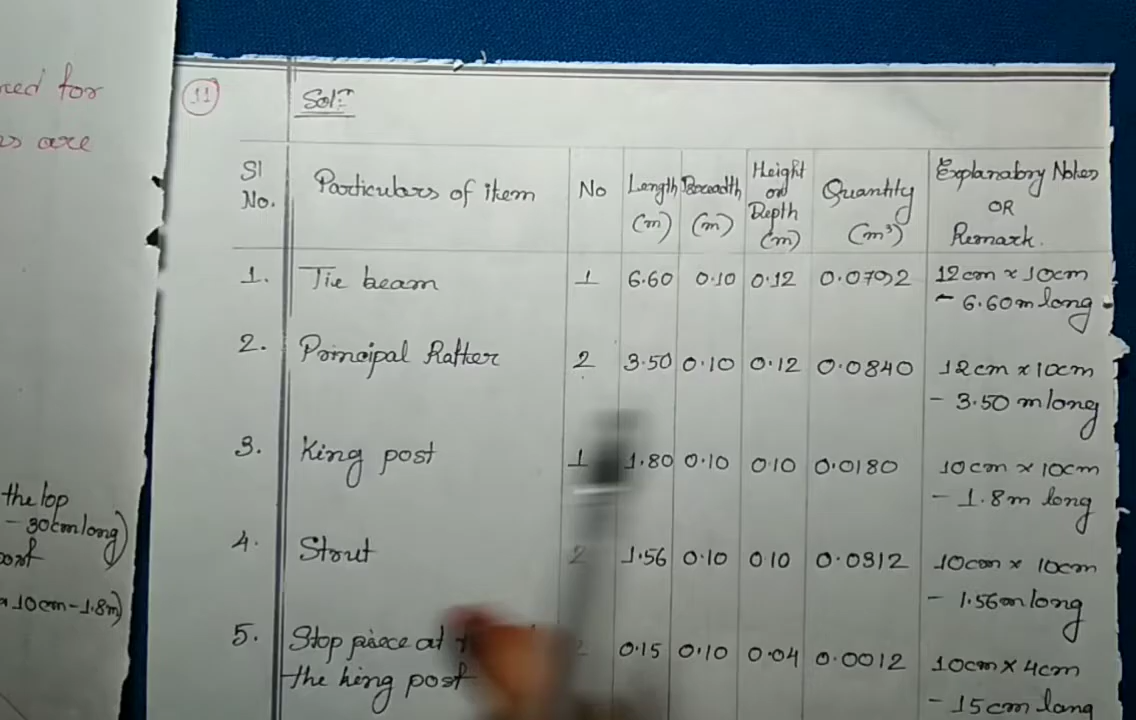 ced for
es are
the top
- 30cm long)
10cm-1.8m)
11
Solⁿ
Sl No. Particulars of item No Length (m) Breadth (m) Height or Depth (m) Quantity (m³) Explanatory Notes OR Remark.
1. Tie beam 1 6.60 0.10 0.12 0.0792 12cm x 10cm
- 6.60m long
2. Principal Rafter 2 3.50 0.10 0.12 0.0840 12cm x 10cm
- 3.50 m long
3. King post 1 1.80 0.10 0.10 0.0180 10cm x 10cm
- 1.8m long
4. Strut 2 1.56 0.10 0.10 0.0312 10cm x 10cm
- 1.56m long
5. Stop piece at 2 0.15 0.10 0.04 0.0012 10cm x 4cm
the king post - 15cm long